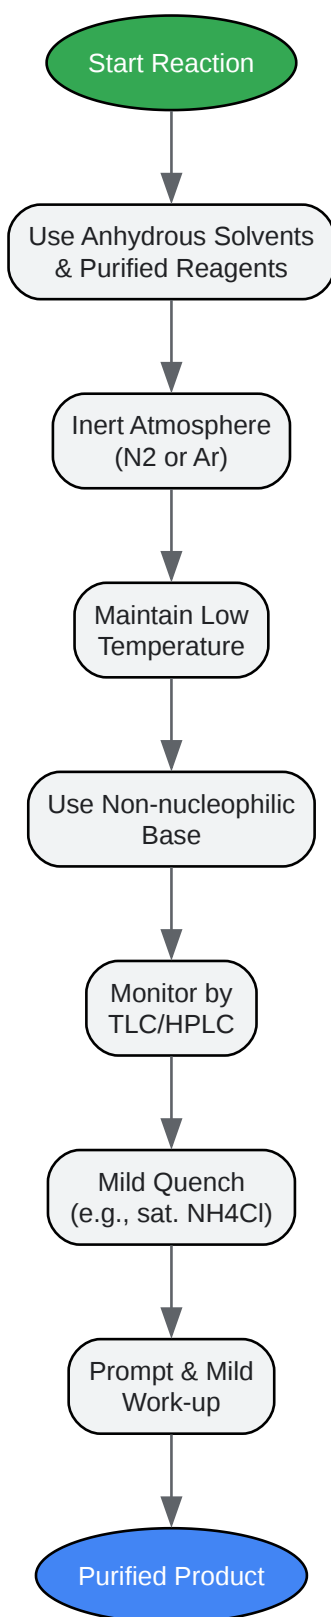 Start Reaction
Use Anhydrous Solvents
& Purified Reagents
Inert Atmosphere
(N2 or Ar)
Maintain Low
Temperature
Use Non-nucleophilic
Base
Monitor by
TLC/HPLC
Mild Quench
(e.g., sat. NH4Cl)
Prompt & Mild
Work-up
Purified Product